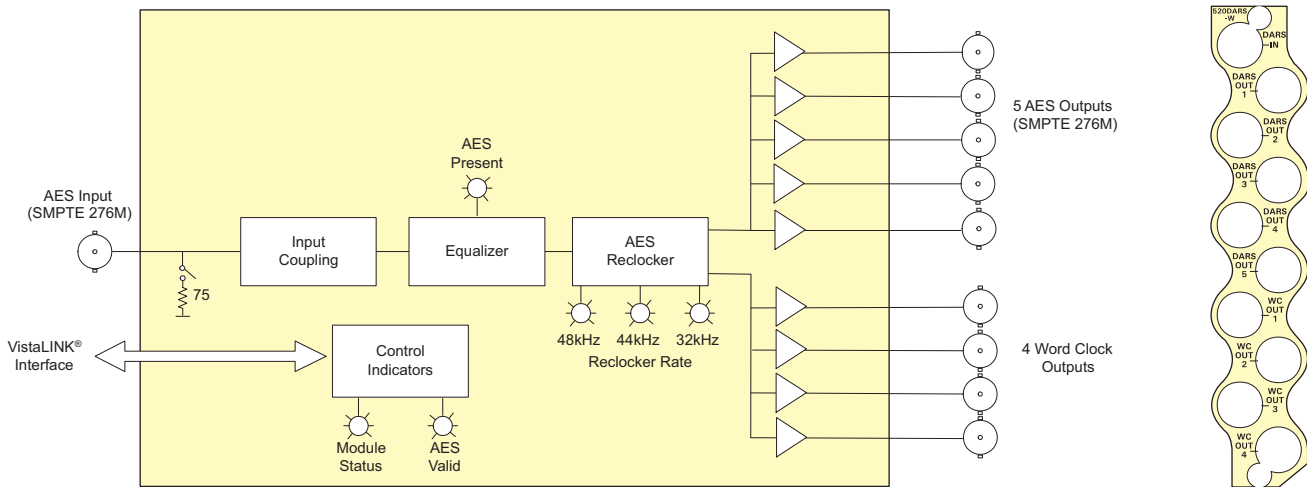 AES Input
(SMPTE 276M)
75
Input
Coupling
AES
Present
Equalizer
AES
Reclocker
48kHz
44kHz
32kHz
Reclocker Rate
VistaLINK®
Interface
Control
Indicators
Module
Status
AES
Valid
5 AES Outputs
(SMPTE 276M)
4 Word Clock
Outputs
520DARS
-W
DARS
IN
DARS
OUT
1
DARS
OUT
2
DARS
OUT
3
DARS
OUT
4
DARS
OUT
5
WC
OUT
1
WC
OUT
2
WC
OUT
3
WC
OUT
4